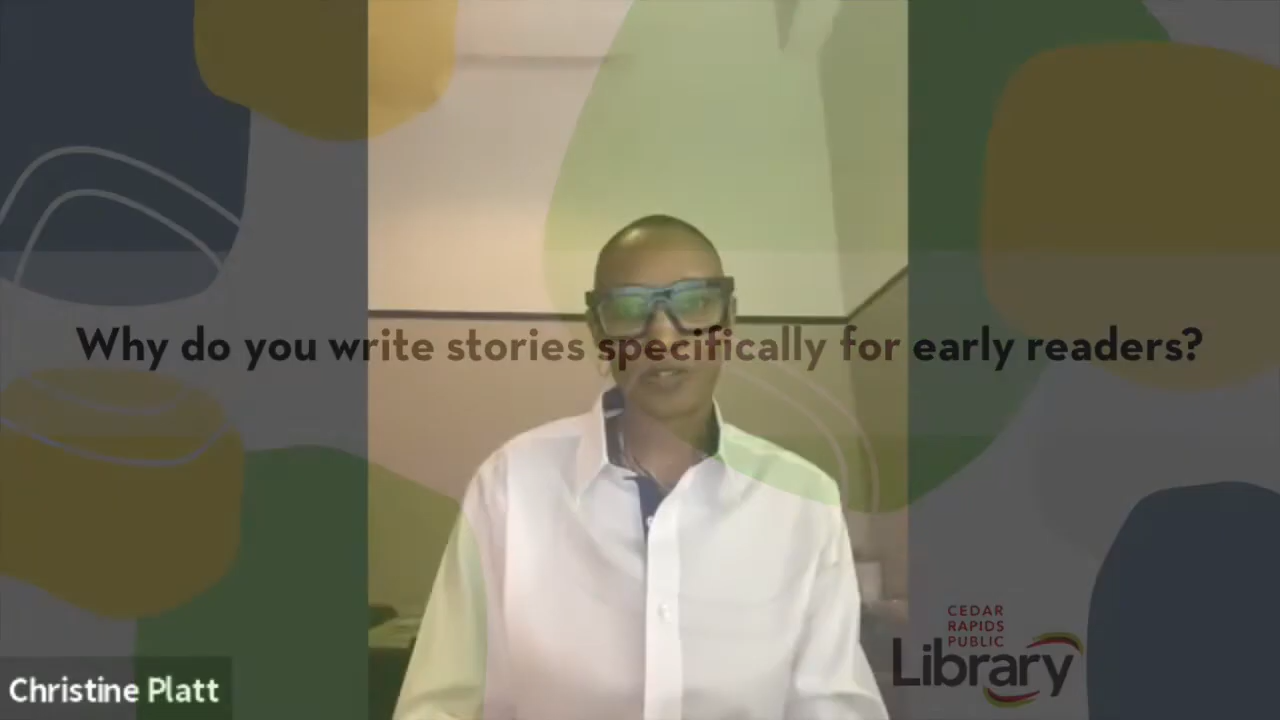 Why do you write stories specifically for early readers?
CEDAR
RAPIDS
PUBLIC
Library
Christine Platt